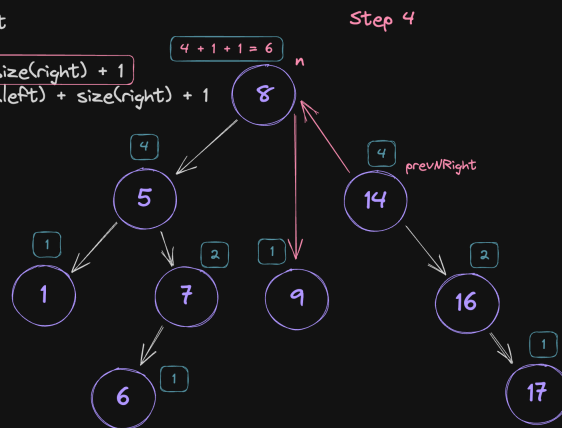 Step 4
t
4 + 1 + 1 = 6
n
size(right) + 1
left) + size(right) + 1
8
4
4
prevNRight
5
14
1
2
1
2
1
7
9
16
1
6
1
17